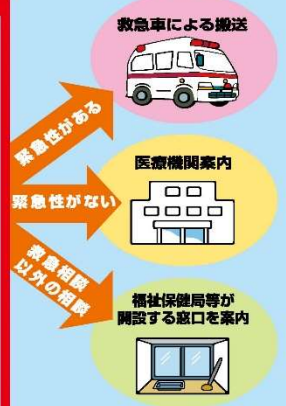 救急車による搬送
緊急性がある
医療機関案内
緊急性がない
救急相談
以外の相談
福祉保健局等が
開設する窓口を案内